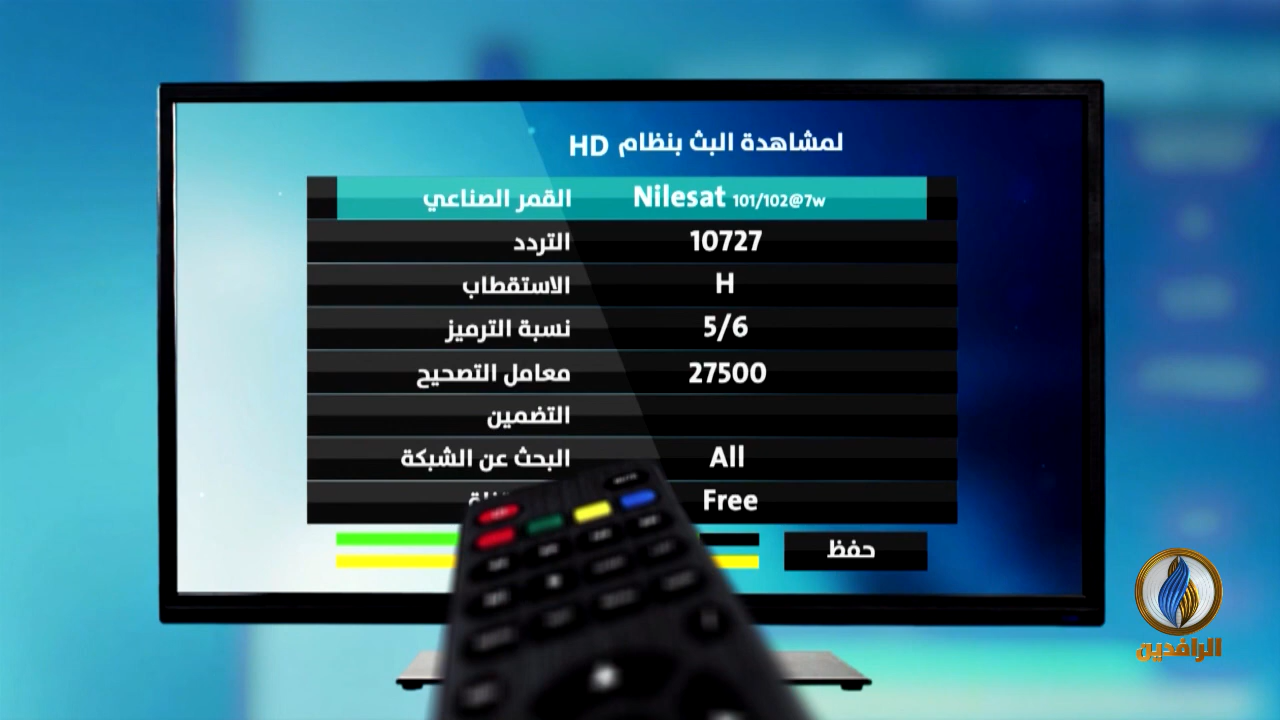 لمشاهدة البث بنظام HD
القمر الصناعي Nilesat 101/102@7w
التردد 10727
الاستقطاب H
نسبة الترميز 5/6
معامل التصحيح 27500
التضمين
البحث عن الشبكة All
Free
حفظ
الرافدين